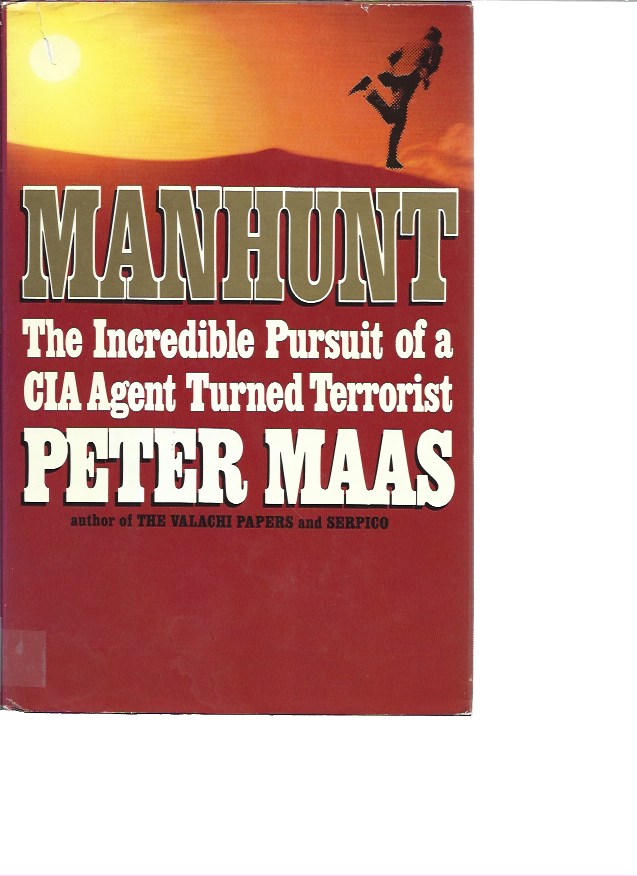 MANHUNT
The Incredible Pursuit of a
CIA Agent Turned Terrorist
PETER MAAS
author of THE VALACHI PAPERS and SERPICO